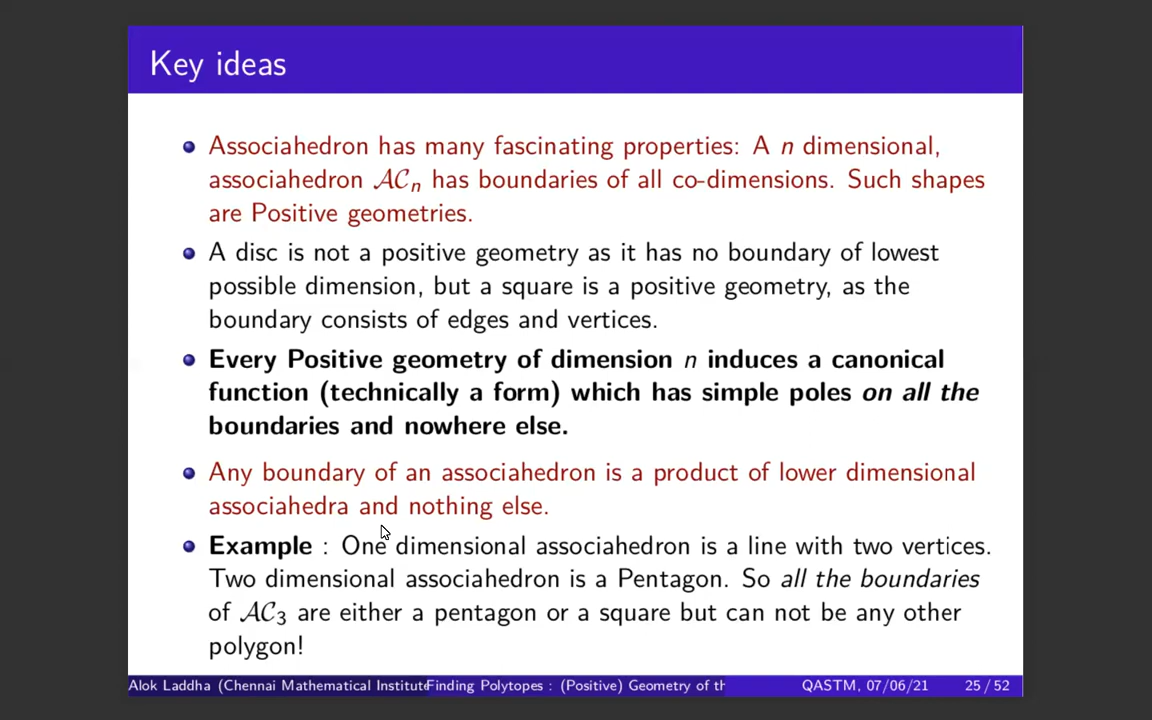 Key ideas
Associahedron has many fascinating properties: A n dimensional,
associahedron ACn has boundaries of all co-dimensions. Such shapes
are Positive geometries.
A disc is not a positive geometry as it has no boundary of lowest
possible dimension, but a square is a positive geometry, as the
boundary consists of edges and vertices.
Every Positive geometry of dimension n induces a canonical
function (technically a form) which has simple poles on all the
boundaries and nowhere else.
Any boundary of an associahedron is a product of lower dimensional
associahedra and nothing else.
Example : One dimensional associahedron is a line with two vertices.
Two dimensional associahedron is a Pentagon. So all the boundaries
of AC3 are either a pentagon or a square but can not be any other
polygon!
Alok Laddha (Chennai Mathematical Institute Finding Polytopes : (Positive) Geometry of th QASTM, 07/06/21 25 / 52